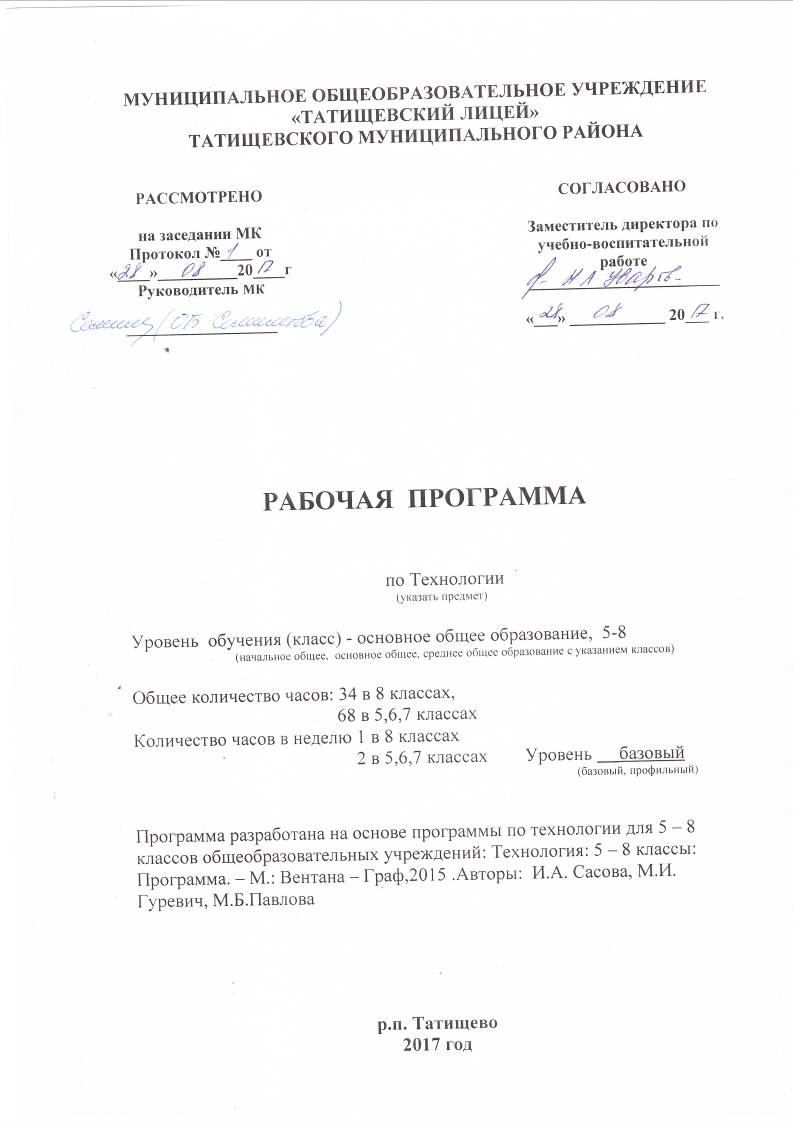 МУНИЦИПАЛЬНОЕ ОБЩЕОБРАЗОВАТЕЛЬНОЕ УЧРЕЖДЕНИЕ
«ТАТИЩЕВСКИЙ ЛИЦЕЙ»
ТАТИЩЕВСКОГО МУНИЦИПАЛЬНОГО РАЙОНА
РАССМОТРЕНО
на заседании МК
Протокол № 1 от
«28» 08 2017 г
Руководитель МК
СОГЛАСОВАНО
Заместитель директора по
учебно-воспитательной
работе
«28» 08 2017 г.
РАБОЧАЯ ПРОГРАММА
по Технологии
(указать предмет)
Уровень обучения (класс) - основное общее образование, 5-8
(начальное общее, основное общее, среднее общее образование с указанием классов)
Общее количество часов: 34 в 8 классах,
68 в 5,6,7 классах
Количество часов в неделю 1 в 8 классах
2 в 5,6,7 классах Уровень базовый
(базовый, профильный)
Программа разработана на основе программы по технологии для 5 – 8
классов общеобразовательных учреждений: Технология: 5 – 8 классы:
Программа. – М.: Вентана – Граф,2015 .Авторы: И.А. Сасова, М.И.
Гуревич, М.Б.Павлова
р.п. Татищево
2017 год